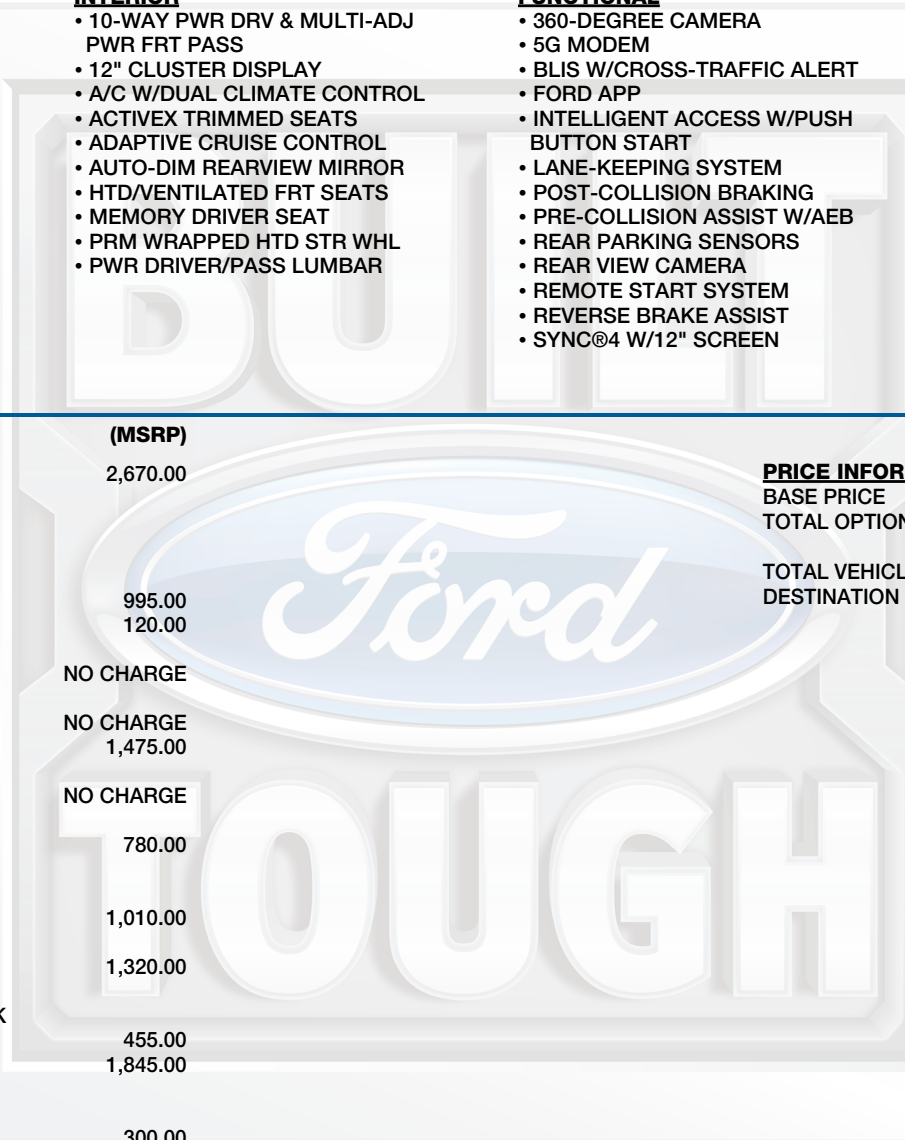 INTERIOR
• 10-WAY PWR DRV & MULTI-ADJ
PWR FRT PASS
• 12" CLUSTER DISPLAY
• A/C W/DUAL CLIMATE CONTROL
• ACTIVEX TRIMMED SEATS
• ADAPTIVE CRUISE CONTROL
• AUTO-DIM REARVIEW MIRROR
• HTD/VENTILATED FRT SEATS
• MEMORY DRIVER SEAT
• PRM WRAPPED HTD STR WHL
• PWR DRIVER/PASS LUMBAR
FUNCTIONAL
• 360-DEGREE CAMERA
• 5G MODEM
• BLIS W/CROSS-TRAFFIC ALERT
• FORD APP
• INTELLIGENT ACCESS W/PUSH
BUTTON START
• LANE-KEEPING SYSTEM
• POST-COLLISION BRAKING
• PRE-COLLISION ASSIST W/AEB
• REAR PARKING SENSORS
• REAR VIEW CAMERA
• REMOTE START SYSTEM
• REVERSE BRAKE ASSIST
• SYNC®4 W/12" SCREEN
BUILT
Ford
TOUGH
(MSRP)
2,670.00
995.00
120.00
NO CHARGE
NO CHARGE
1,475.00
NO CHARGE
780.00
1,010.00
1,320.00
K
455.00
1,845.00
300.00
PRICE INFOR
BASE PRICE
TOTAL OPTION
TOTAL VEHICL
DESTINATION